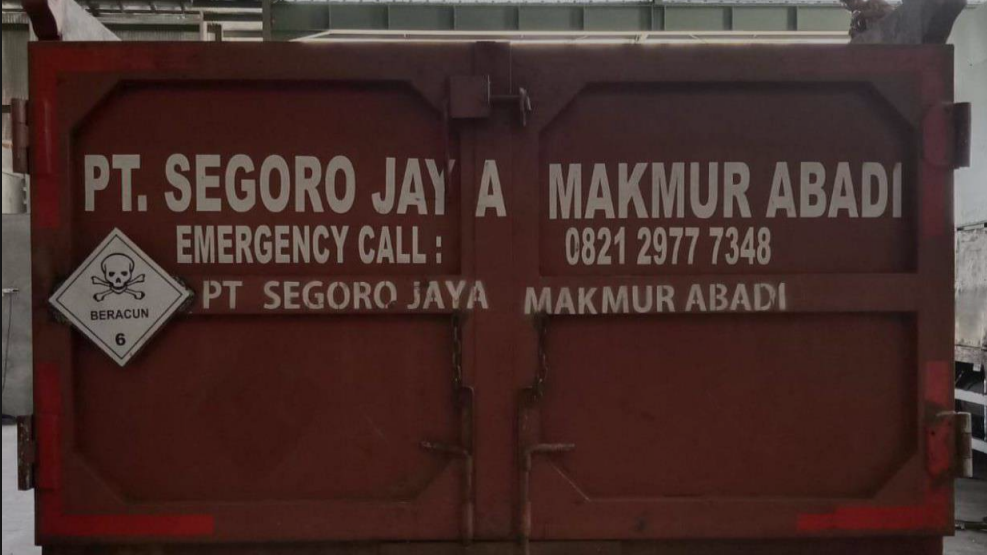 PT. SEGORO JAY A MAKMUR ABADI
EMERGENCY CALL : 0821 2977 7348
PT SEGORO JAYA MAKMUR ABADI
BERACUN
6